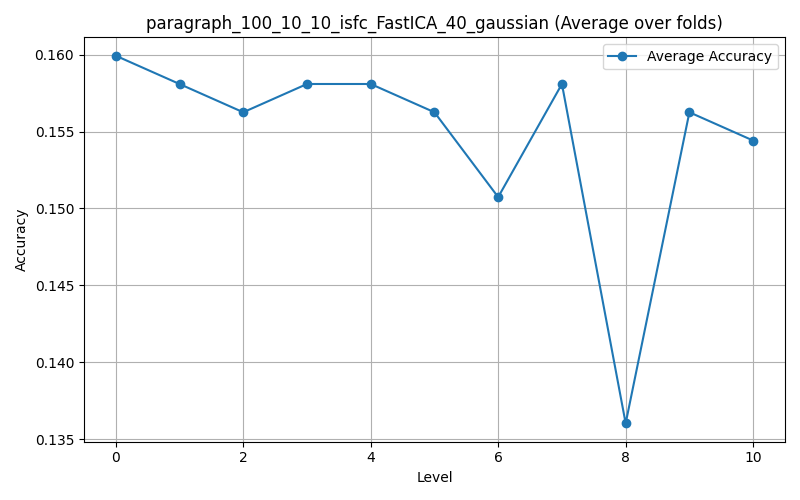 paragraph_100_10_10_isfc_FastICA_40_gaussian (Average over folds)
Average Accuracy
Accuracy
0.160
0.155
0.150
0.145
0.140
0.135
0 2 4 6 8 10
Level